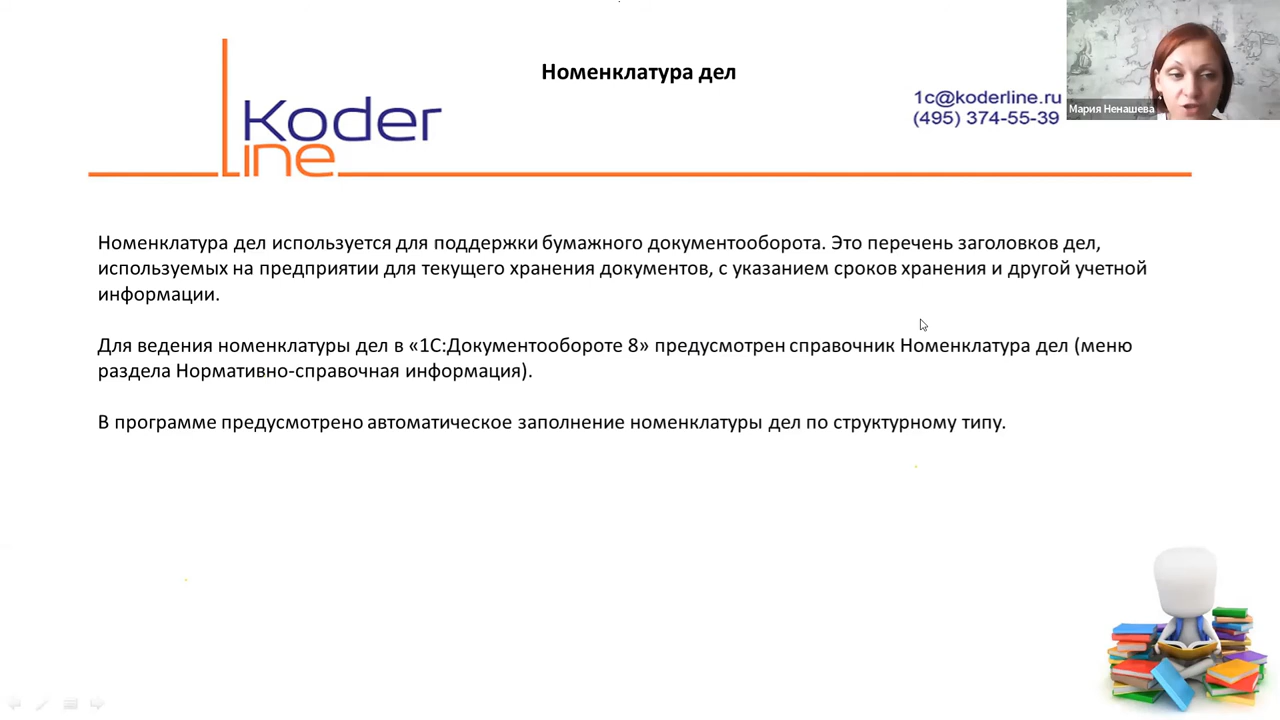 Номенклатура дел
Koder
Line
1c@koderline.ru
(495) 374-55-39
Мария Ненашева
Номенклатура дел используется для поддержки бумажного документооборота. Это перечень заголовков дел,
используемых на предприятии для текущего хранения документов, с указанием сроков хранения и другой учетной
информации.
Для ведения номенклатуры дел в «1С:Документообороте 8» предусмотрен справочник Номенклатура дел (меню
раздела Нормативно-справочная информация).
В программе предусмотрено автоматическое заполнение номенклатуры дел по структурному типу.